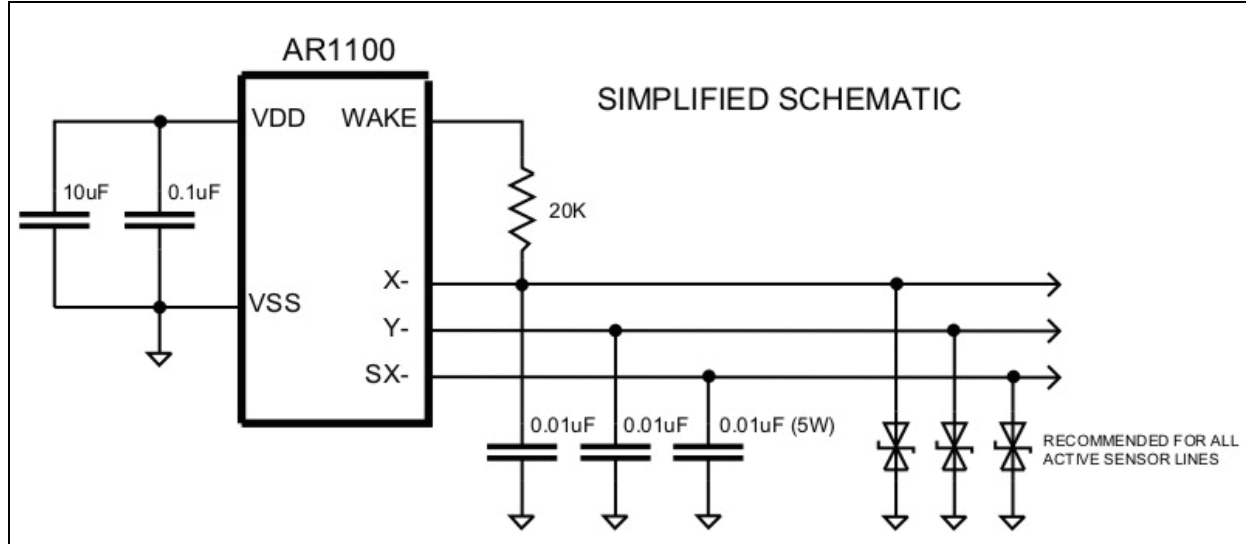 AR1100
SIMPLIFIED SCHEMATIC
VDD
WAKE
10uF
0.1uF
20K
X-
VSS
Y-
SX-
0.01uF
0.01uF
0.01uF (5W)
RECOMMENDED FOR ALL
ACTIVE SENSOR LINES